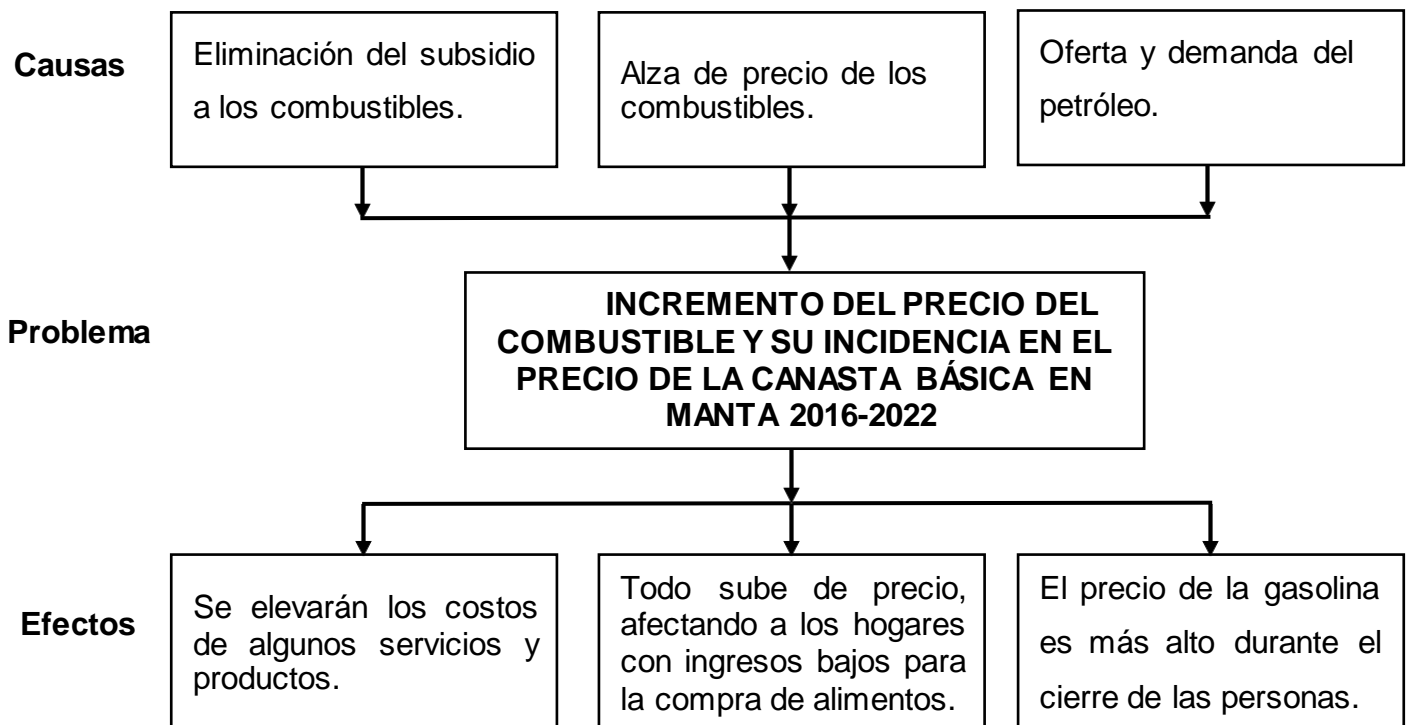 Causas
Eliminación del subsidio
a los combustibles.
Alza de precio de los
combustibles.
Oferta y demanda del
petróleo.
Problema
INCREMENTO DEL PRECIO DEL
COMBUSTIBLE Y SU INCIDENCIA EN EL
PRECIO DE LA CANASTA BÁSICA EN
MANTA 2016-2022
Efectos
Se elevarán los costos
de algunos servicios y
productos.
Todo sube de precio,
afectando a los hogares
con ingresos bajos para
la compra de alimentos.
El precio de la gasolina
es más alto durante el
cierre de las personas.